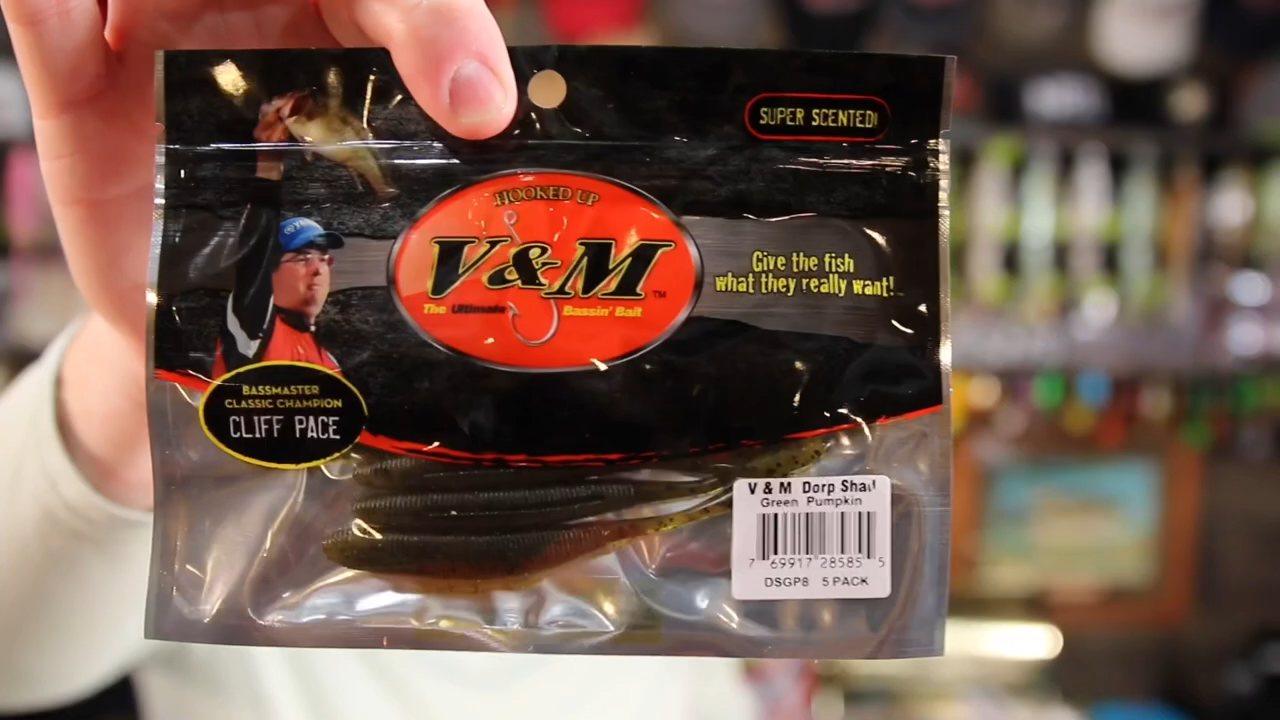 SUPER SCENTED!
HOOKED UP
V&M™
The Ultimate Bassin' Bait
Give the fish
what they really want!
BASSMASTER
CLASSIC CHAMPION
CLIFF PACE
V & M Dorp Shad
Green Pumpkin
7 69917 28585 5
DSGP8 5 PACK